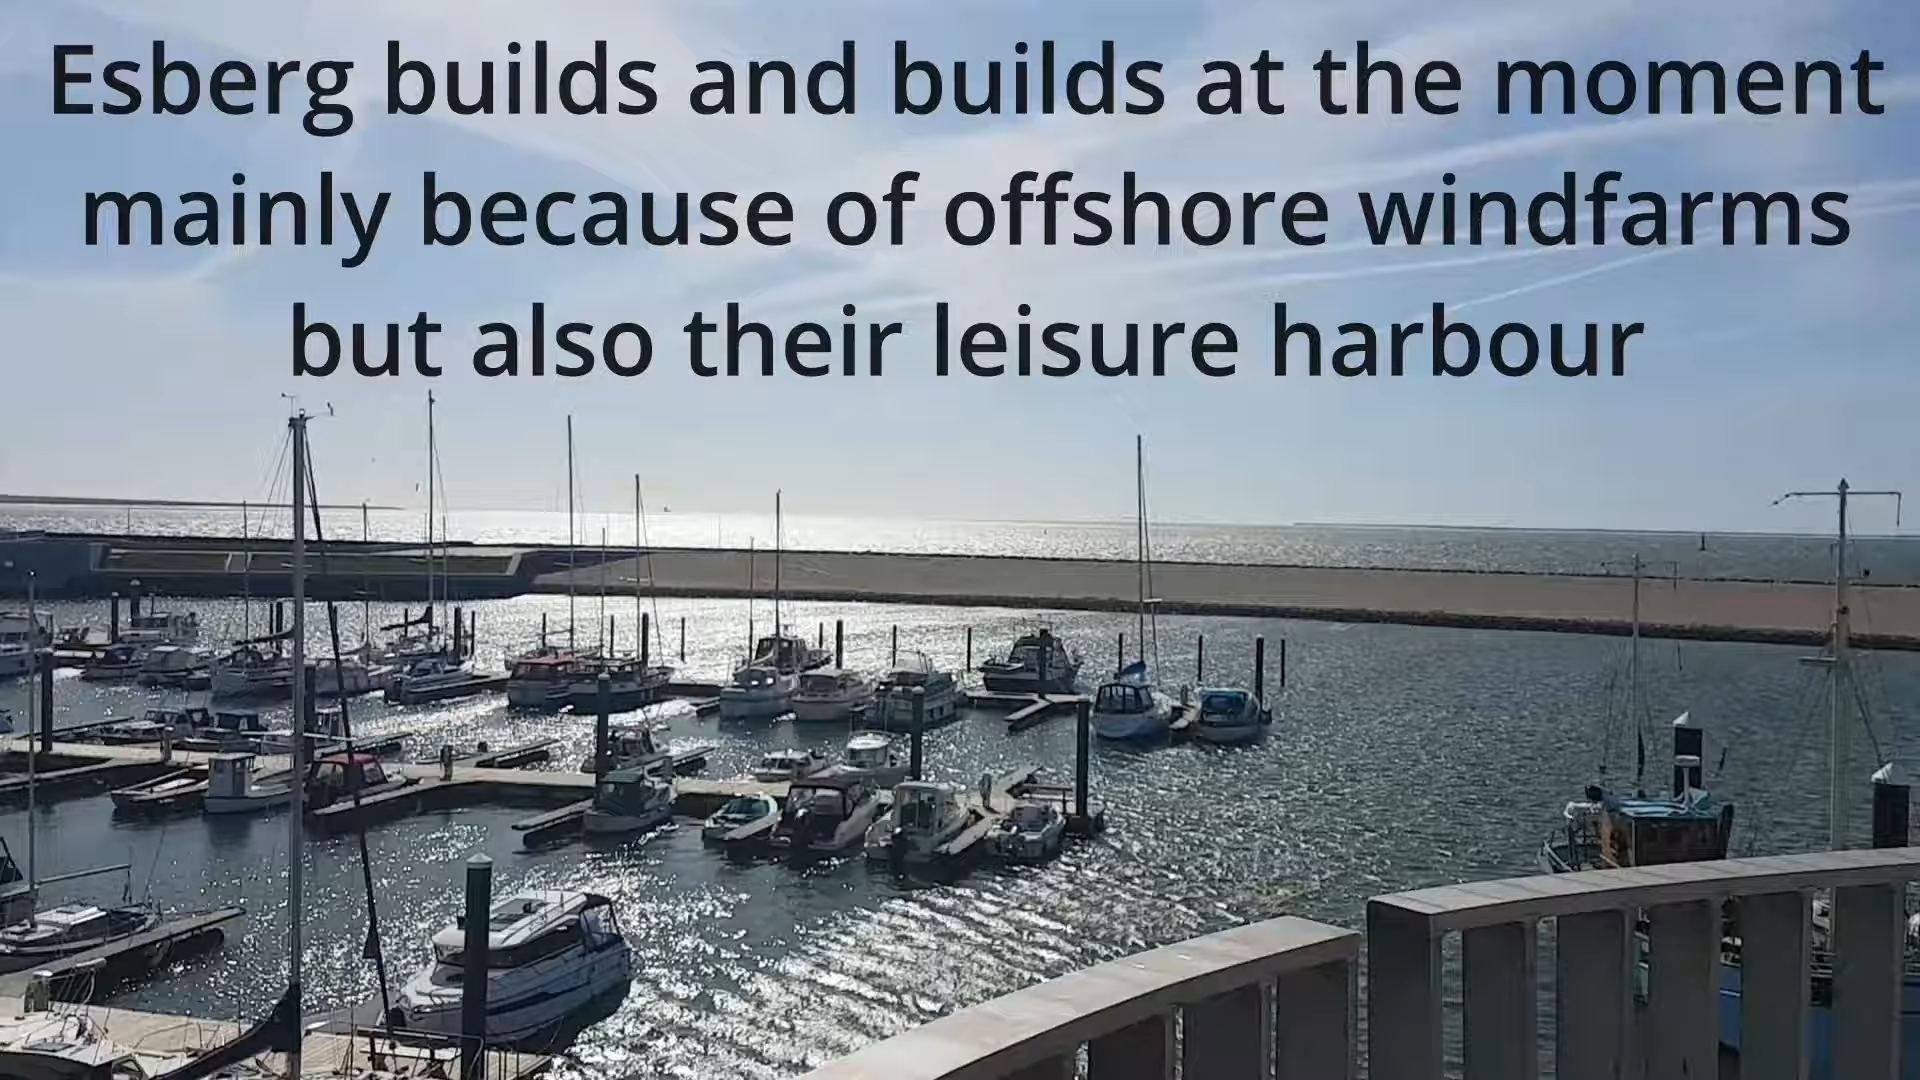 Esberg builds and builds at the moment
mainly because of offshore windfarms
but also their leisure harbour